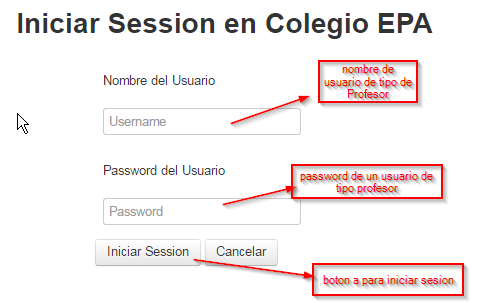 Iniciar Session en Colegio EPA
Nombre del Usuario
nombre de
usuario de tipo de
Profesor
Username
Password del Usuario
password de un usuario de
tipo profesor
Password
Iniciar Session
Cancelar
boton a para iniciar sesion